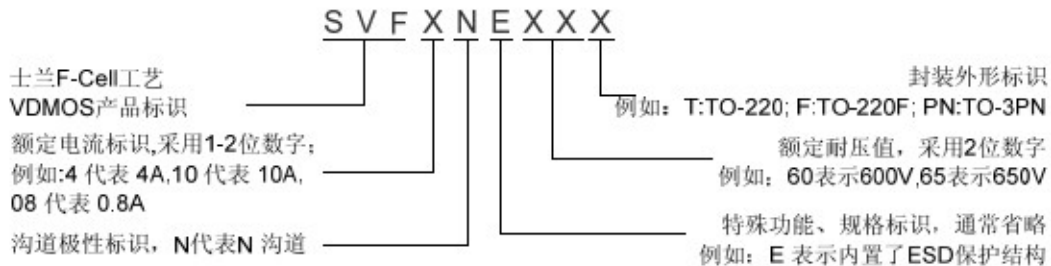 SVFXNEXXX
士兰F-Cell工艺
VDMOS产品标识
额定电流标识,采用1-2位数字；
例如:4 代表 4A,10 代表 10A,
08 代表 0.8A
沟道极性标识，N代表N 沟道
封装外形标识
例如：T:TO-220; F:TO-220F; PN:TO-3PN
额定耐压值，采用2位数字
例如：60表示600V,65表示650V
特殊功能、规格标识，通常省略
例如：E 表示内置了ESD保护结构